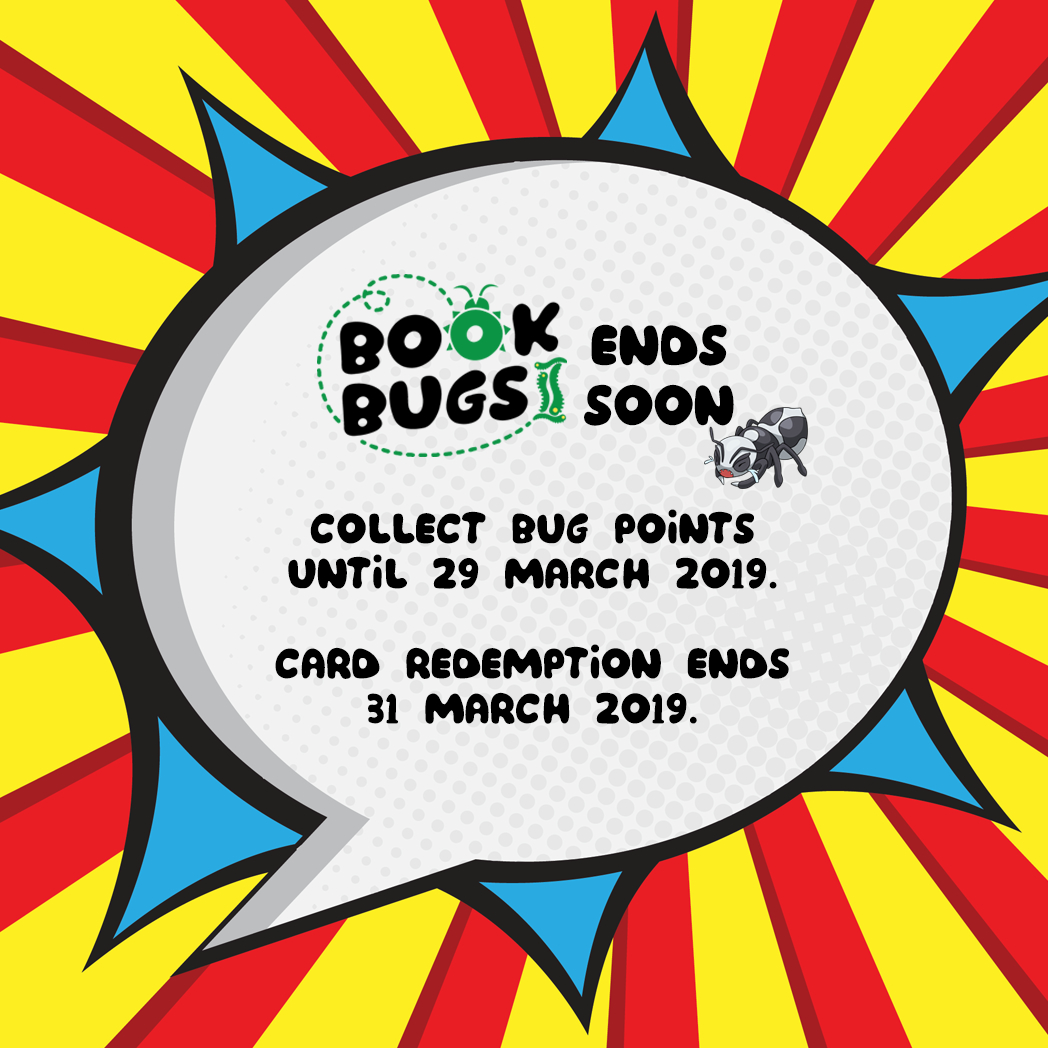 BOOK
BUGS
ENDS
SOON
COLLECT BUG POiNTS
UNTiL 29 MARCH 2019.
CARD REDEMPTiON ENDS
31 MARCH 2019.